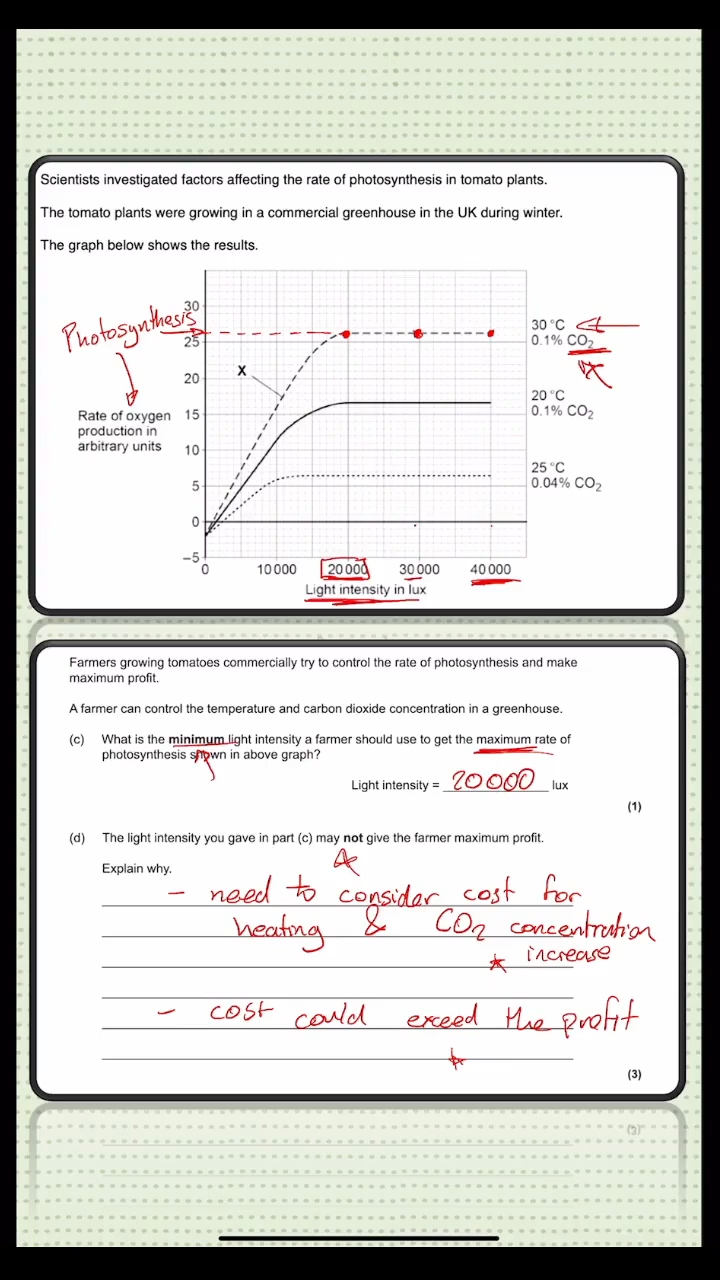 Scientists investigated factors affecting the rate of photosynthesis in tomato plants.
The tomato plants were growing in a commercial greenhouse in the UK during winter.
The graph below shows the results.
Photosynthesis
Rate of oxygen
production in
arbitrary units
30
25
20
15
10
5
0
−5
X
30 °C
0.1% CO₂
20 °C
0.1% CO₂
25 °C
0.04% CO₂
0 10 000 20 000 30 000 40 000
Light intensity in lux
Farmers growing tomatoes commercially try to control the rate of photosynthesis and make
maximum profit.
A farmer can control the temperature and carbon dioxide concentration in a greenhouse.
(c) What is the minimum light intensity a farmer should use to get the maximum rate of
photosynthesis shown in above graph?
Light intensity = 20000 lux
(1)
(d) The light intensity you gave in part (c) may not give the farmer maximum profit.
Explain why.
- need to consider cost for
heating & CO₂ concentration
increase
- cost could exceed the profit
(3)
(3)